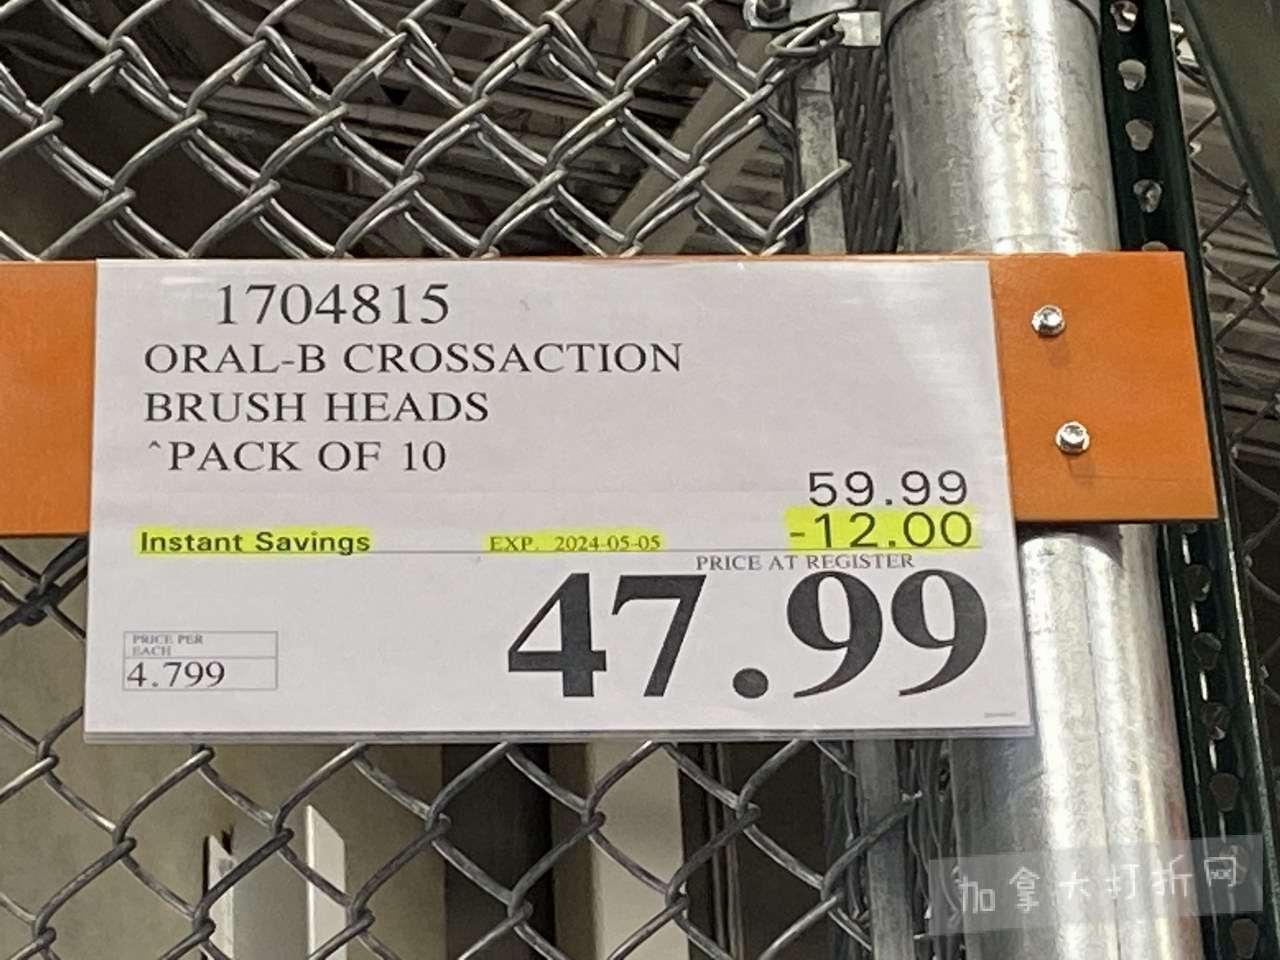 1704815
ORAL-B CROSSACTION
BRUSH HEADS
^PACK OF 10
59.99
Instant Savings EXP. 2024-05-05 -12.00
PRICE AT REGISTER
47.99
PRICE PER
EACH
4.799
加拿大打折网